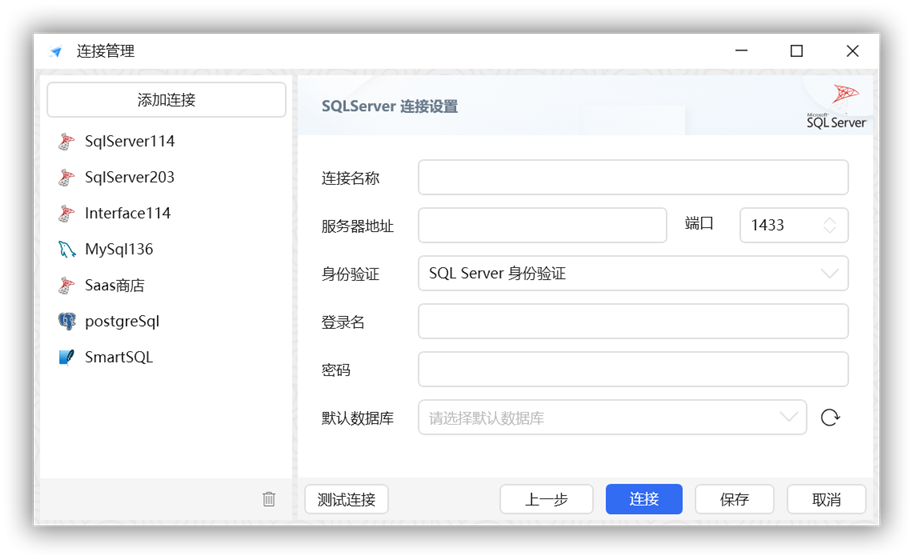 连接管理
添加连接
SqlServer114
SqlServer203
Interface114
MySql136
Saas商店
postgreSql
SmartSQL
SQLServer 连接设置
Microsoft
SQL Server
连接名称
服务器地址 端口 1433
身份验证 SQL Server 身份验证
登录名
密码
默认数据库 请选择默认数据库
测试连接 上一步 连接 保存 取消